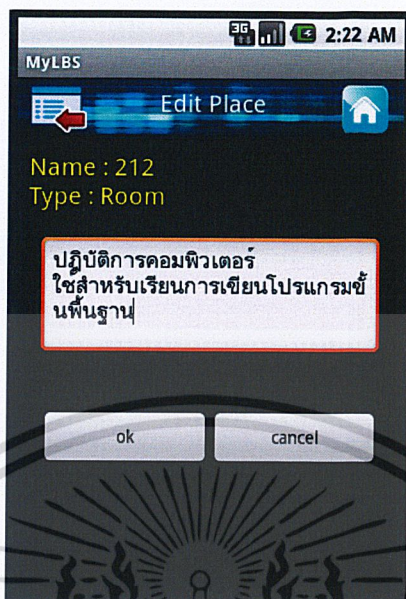 3G 2:22 AM
MyLBS
Edit Place
Name : 212
Type : Room
ปฏิบัติการคอมพิวเตอร์
ใช้สำหรับเรียนการเขียนโปรแกรมขั้
นพื้นฐาน
ok
cancel